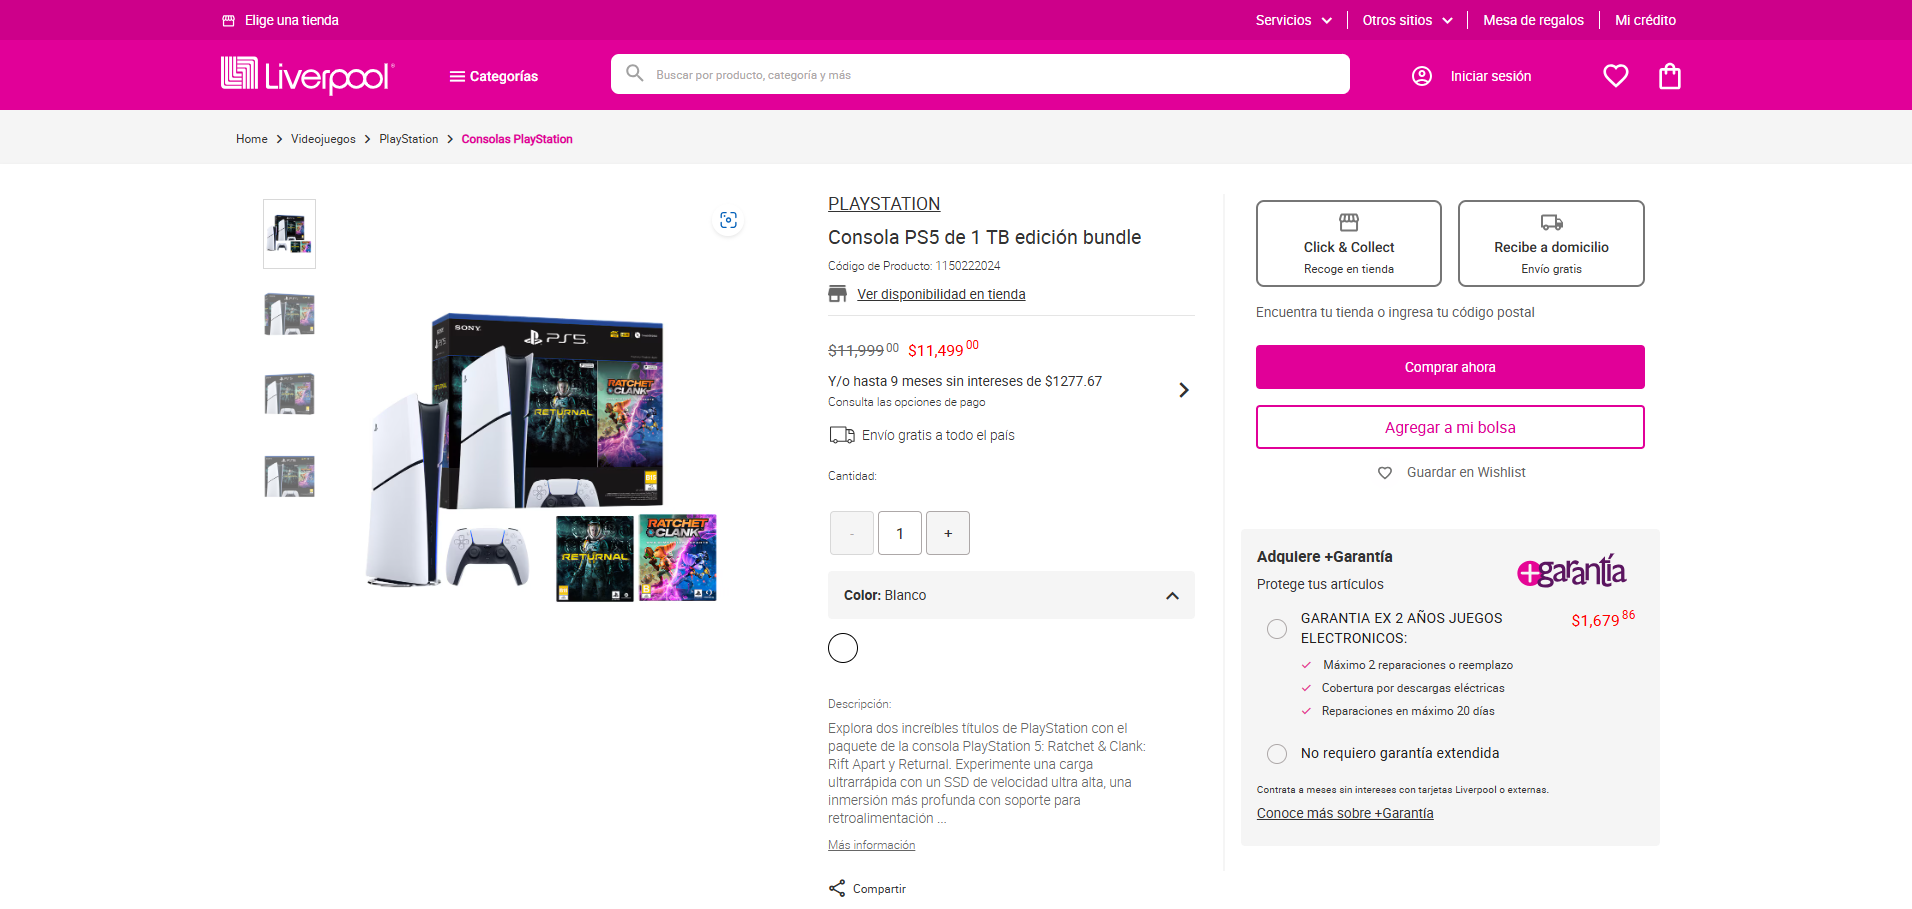 Elige una tienda
Servicios
Otros sitios
Mesa de regalos
Mi crédito
Liverpool
Categorías
Buscar por producto, categoría y más
Iniciar sesión
Home > Videojuegos > PlayStation > Consolas PlayStation
SONY
PS5
RETURNAL
RATCHET CLANK
RETURNAL
RATCHET CLANK
PLAYSTATION
Consola PS5 de 1 TB edición bundle
Código de Producto: 1150222024
Ver disponibilidad en tienda
$11,999 00 $11,499 00
Y/o hasta 9 meses sin intereses de $1277.67
Consulta las opciones de pago
Envío gratis a todo el país
Cantidad:
- 1 +
Color: Blanco
Descripción:
Explora dos increíbles títulos de PlayStation con el
paquete de la consola PlayStation 5: Ratchet & Clank:
Rift Apart y Returnal. Experimente una carga
ultrarrápida con un SSD de velocidad ultra alta, una
inmersión más profunda con soporte para
retroalimentación ...
Más información
Compartir
Click & Collect
Recoge en tienda
Recibe a domicilio
Envío gratis
Encuentra tu tienda o ingresa tu código postal
Comprar ahora
Agregar a mi bolsa
Guardar en Wishlist
Adquiere +Garantía
Protege tus artículos
+garantía
GARANTIA EX 2 AÑOS JUEGOS
ELECTRONICOS:
$1,679 86
Máximo 2 reparaciones o reemplazo
Cobertura por descargas eléctricas
Reparaciones en máximo 20 días
No requiero garantía extendida
Contrata a meses sin intereses con tarjetas Liverpool o externas.
Conoce más sobre +Garantía